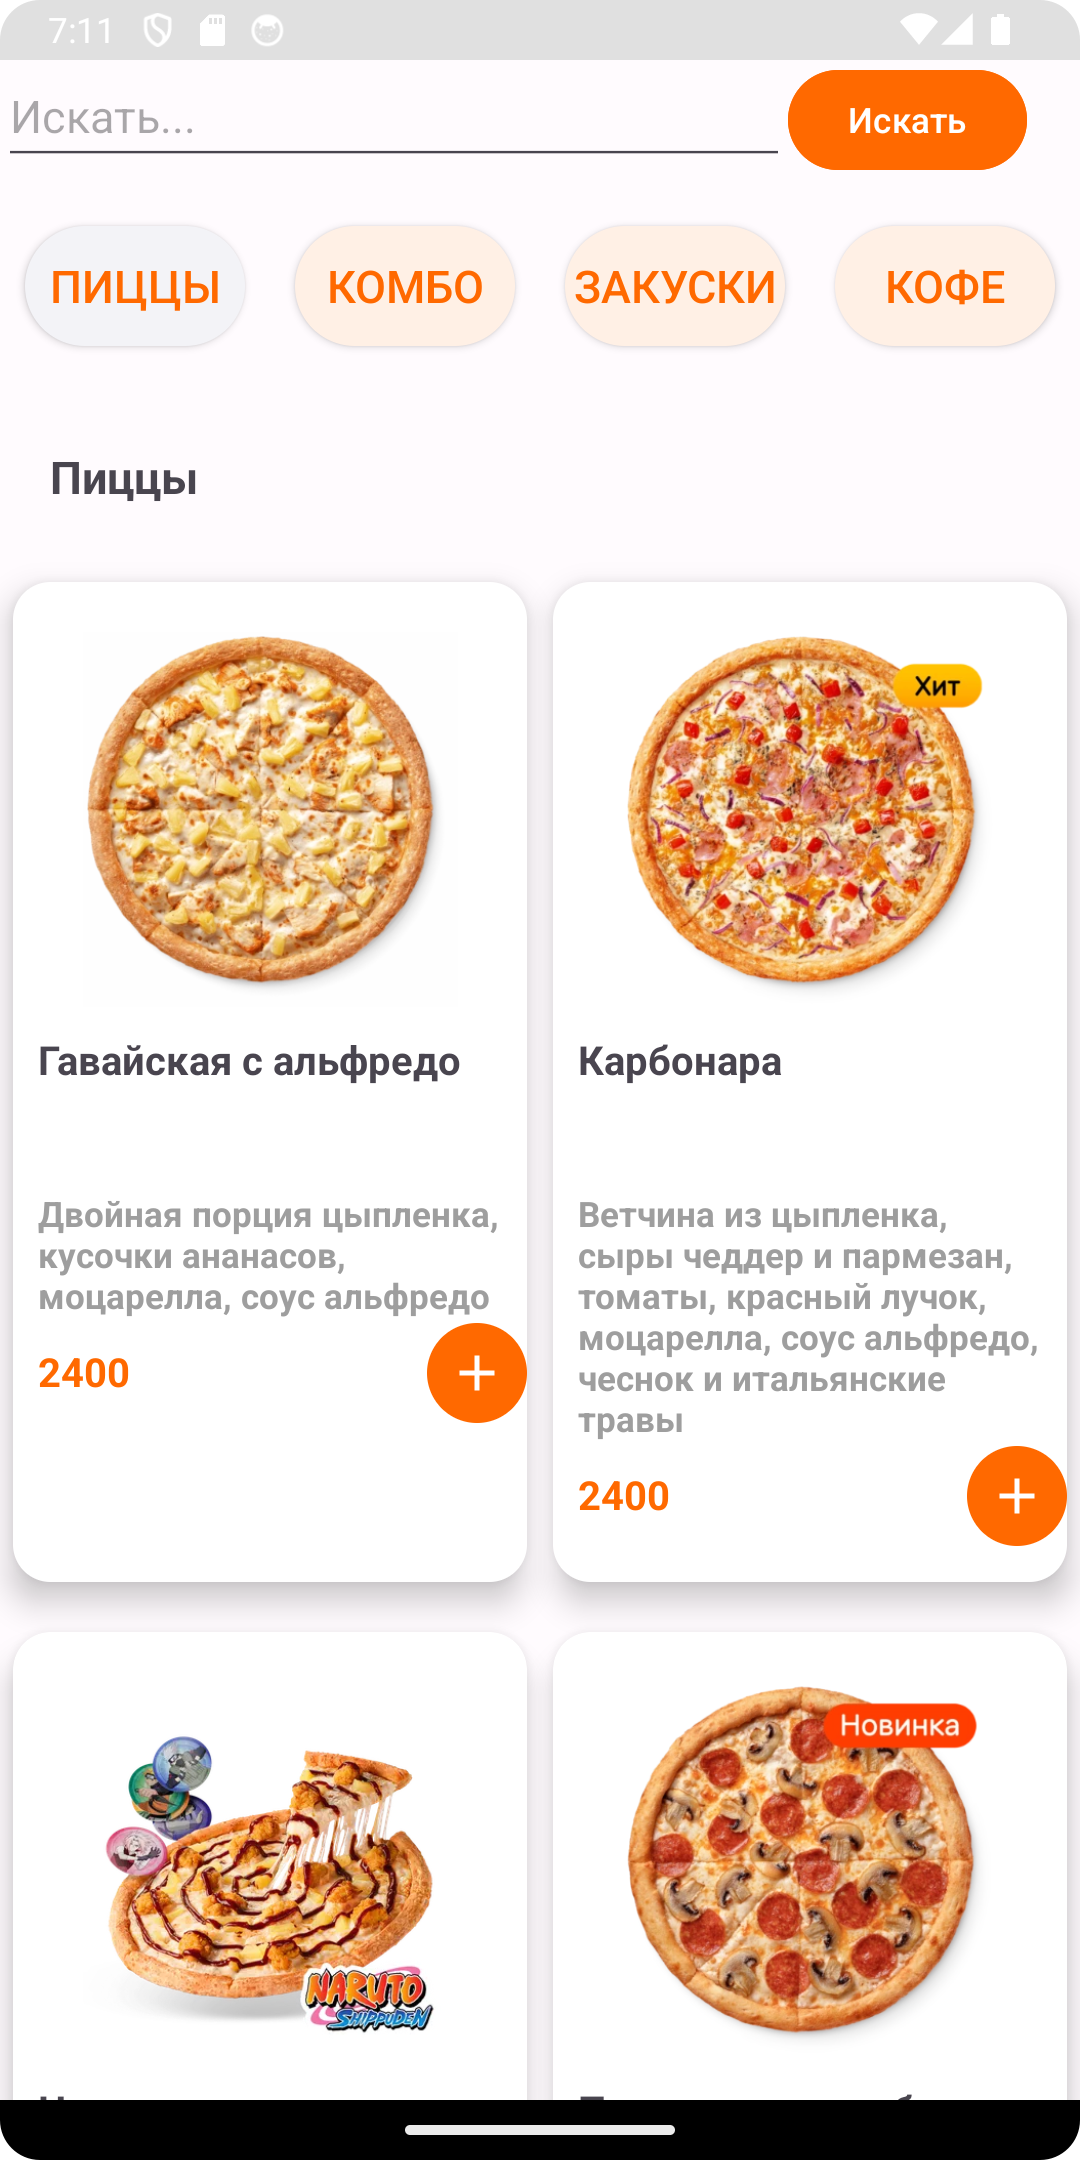 7:11
Искать...
Искать
ПИЦЦЫ
КОМБО
ЗАКУСКИ
КОФЕ
Пиццы
Хит
Гавайская с альфредо
Карбонара
Двойная порция цыпленка,
кусочки ананасов,
моцарелла, соус альфредо
2400
Ветчина из цыпленка,
сыры чеддер и пармезан,
томаты, красный лучок,
моцарелла, соус альфредо,
чеснок и итальянские
травы
2400
Новинка
NARUTO
SHIPPUDEN